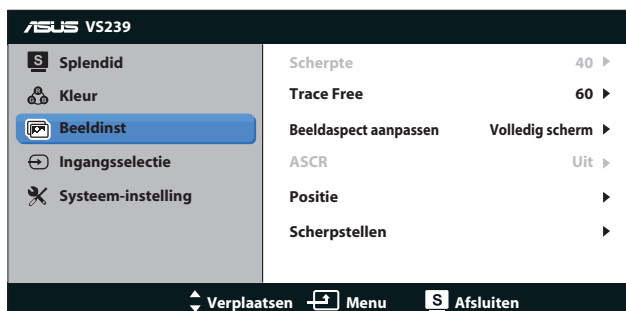 ASUS VS239
S Splendid
Kleur
Beeldinst
Ingangsselectie
Systeem-instelling
Scherpte 40
Trace Free 60
Beeldaspect aanpassen Volledig scherm
ASCR Uit
Positie
Scherpstellen
Verplaatsen Menu S Afsluiten